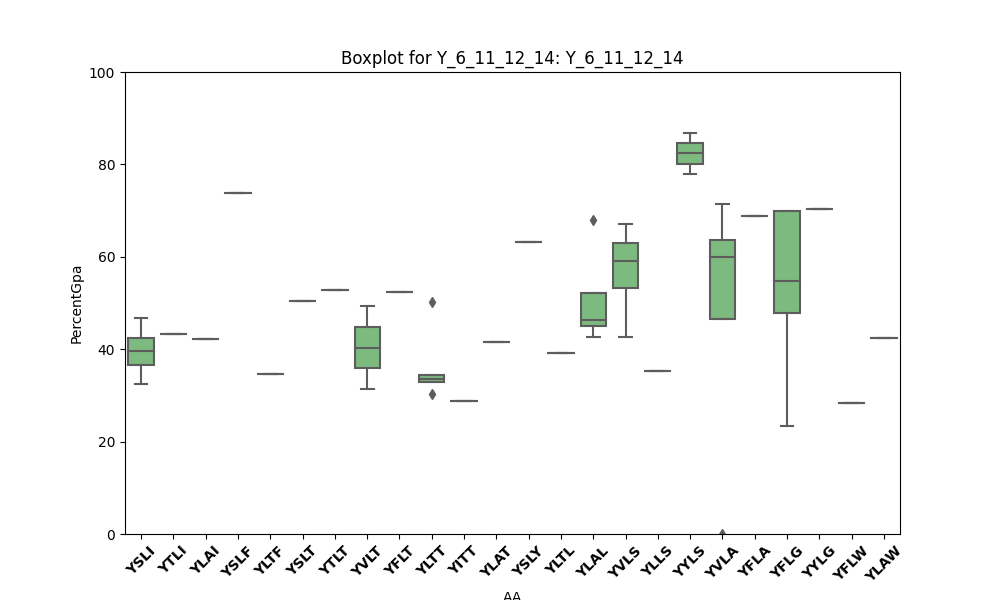 Boxplot for Y_6_11_12_14: Y_6_11_12_14
100
80
60
40
20
0
PercentGpa
YSLI YTLI YLAI YSLF YLTF YSLT YTLT YVLT YFLT YLTT YITT YLAT YSLY YLTL YLAL YVLS YLLS YYLS YVLA YFLA YFLG YYLG YFLW YLAW
AA